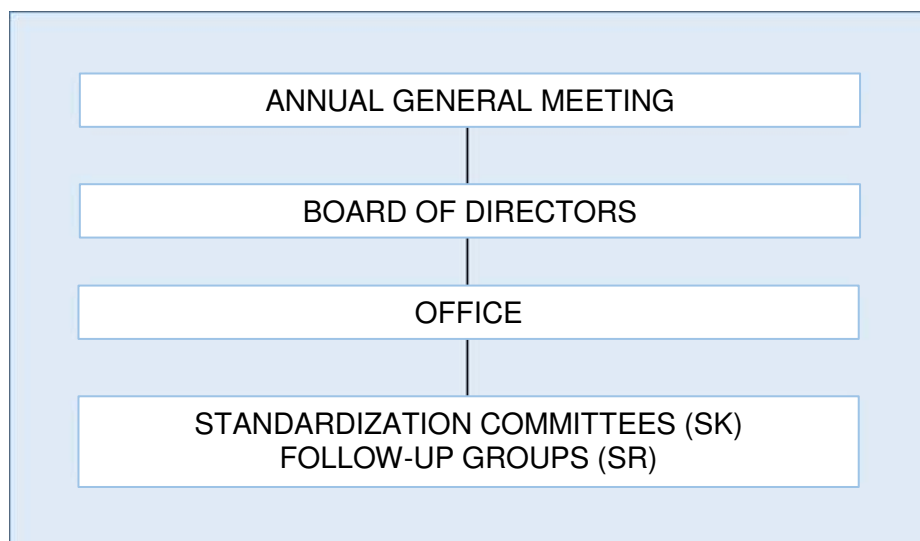 ANNUAL GENERAL MEETING
BOARD OF DIRECTORS
OFFICE
STANDARDIZATION COMMITTEES (SK)
FOLLOW-UP GROUPS (SR)